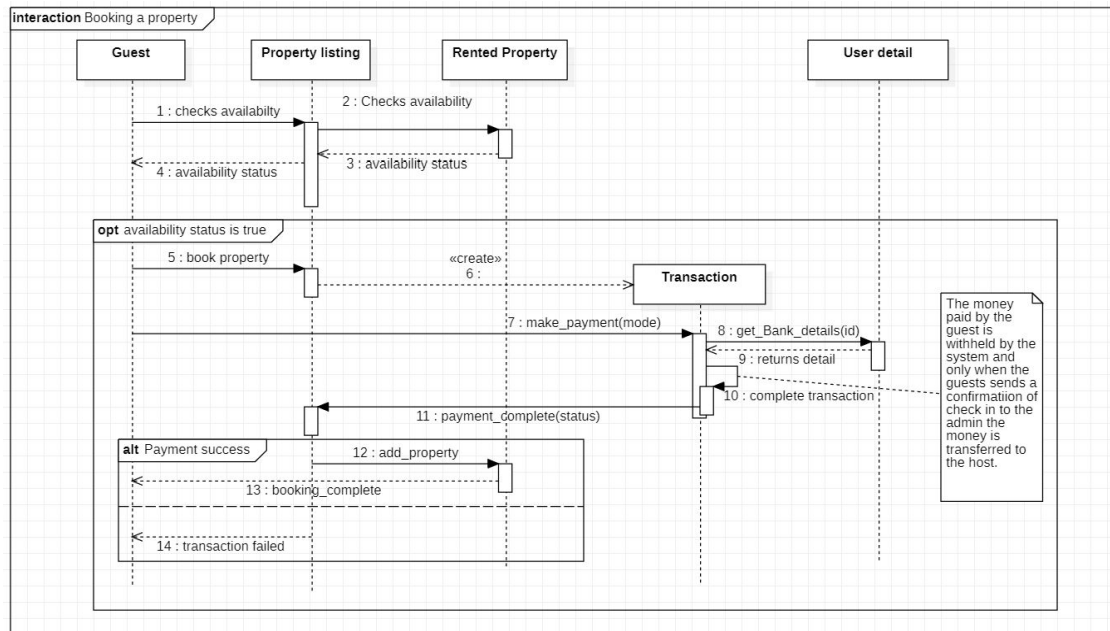 interaction Booking a property
Guest
Property listing
Rented Property
User detail
1 : checks availabilty
2 : Checks availability
3 : availability status
4 : availability status
opt availability status is true
5 : book property
«create»
6 :
Transaction
7 : make_payment(mode)
8 : get_Bank_details(id)
9 : returns detail
10 : complete transaction
The money
paid by the
guest is
withheld by the
system and
only when the
guests sends a
confirmatiion of
check in to the
admin the
money is
transferred to
the host.
11 : payment_complete(status)
alt Payment success
12 : add_property
13 : booking_complete
14 : transaction failed